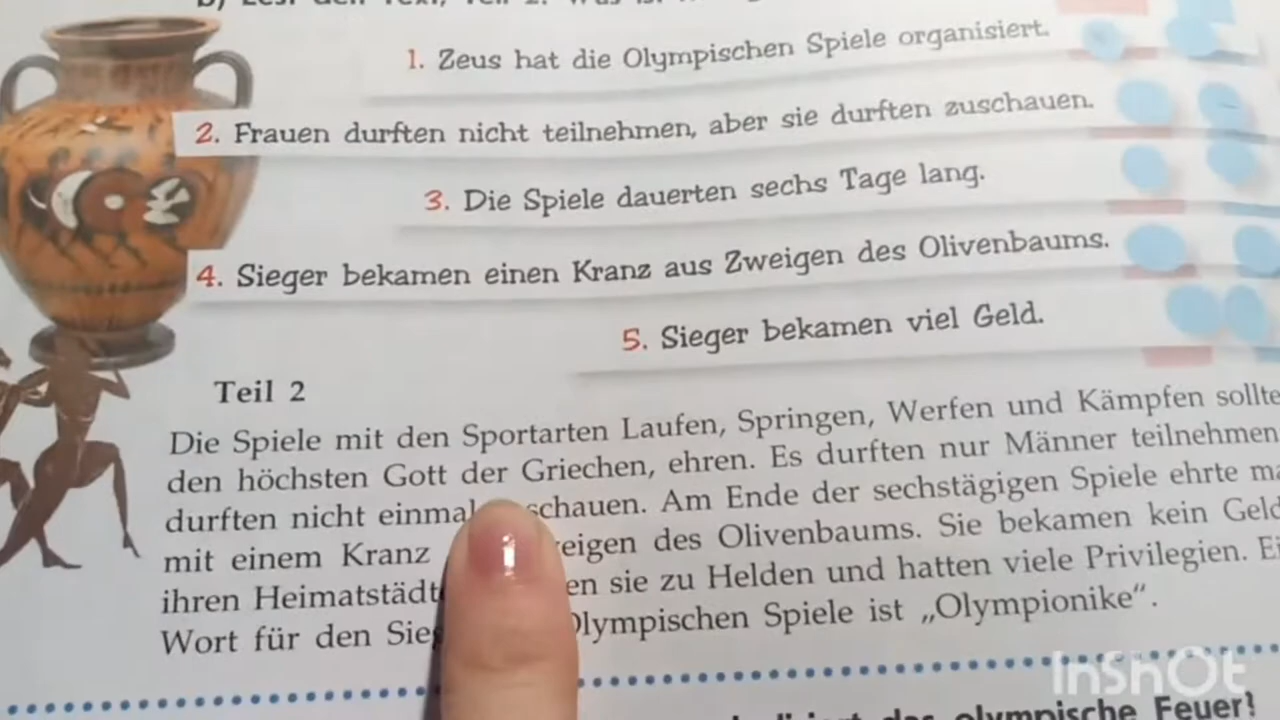 1. Zeus hat die Olympischen Spiele organisiert.
2. Frauen durften nicht teilnehmen, aber sie durften zuschauen.
3. Die Spiele dauerten sechs Tage lang.
4. Sieger bekamen einen Kranz aus Zweigen des Olivenbaums.
5. Sieger bekamen viel Geld.
Teil 2
Die Spiele mit den Sportarten Laufen, Springen, Werfen und Kämpfen sollte
den höchsten Gott der Griechen, ehren. Es durften nur Männer teilnehmen
durften nicht einmal schauen. Am Ende der sechstägigen Spiele ehrte ma
mit einem Kranz eigen des Olivenbaums. Sie bekamen kein Geld
ihren Heimatstädt en sie zu Helden und hatten viele Privilegien. Ei
Wort für den Sie Olympischen Spiele ist „Olympionike“.
InShOt
das olympische Feuer?